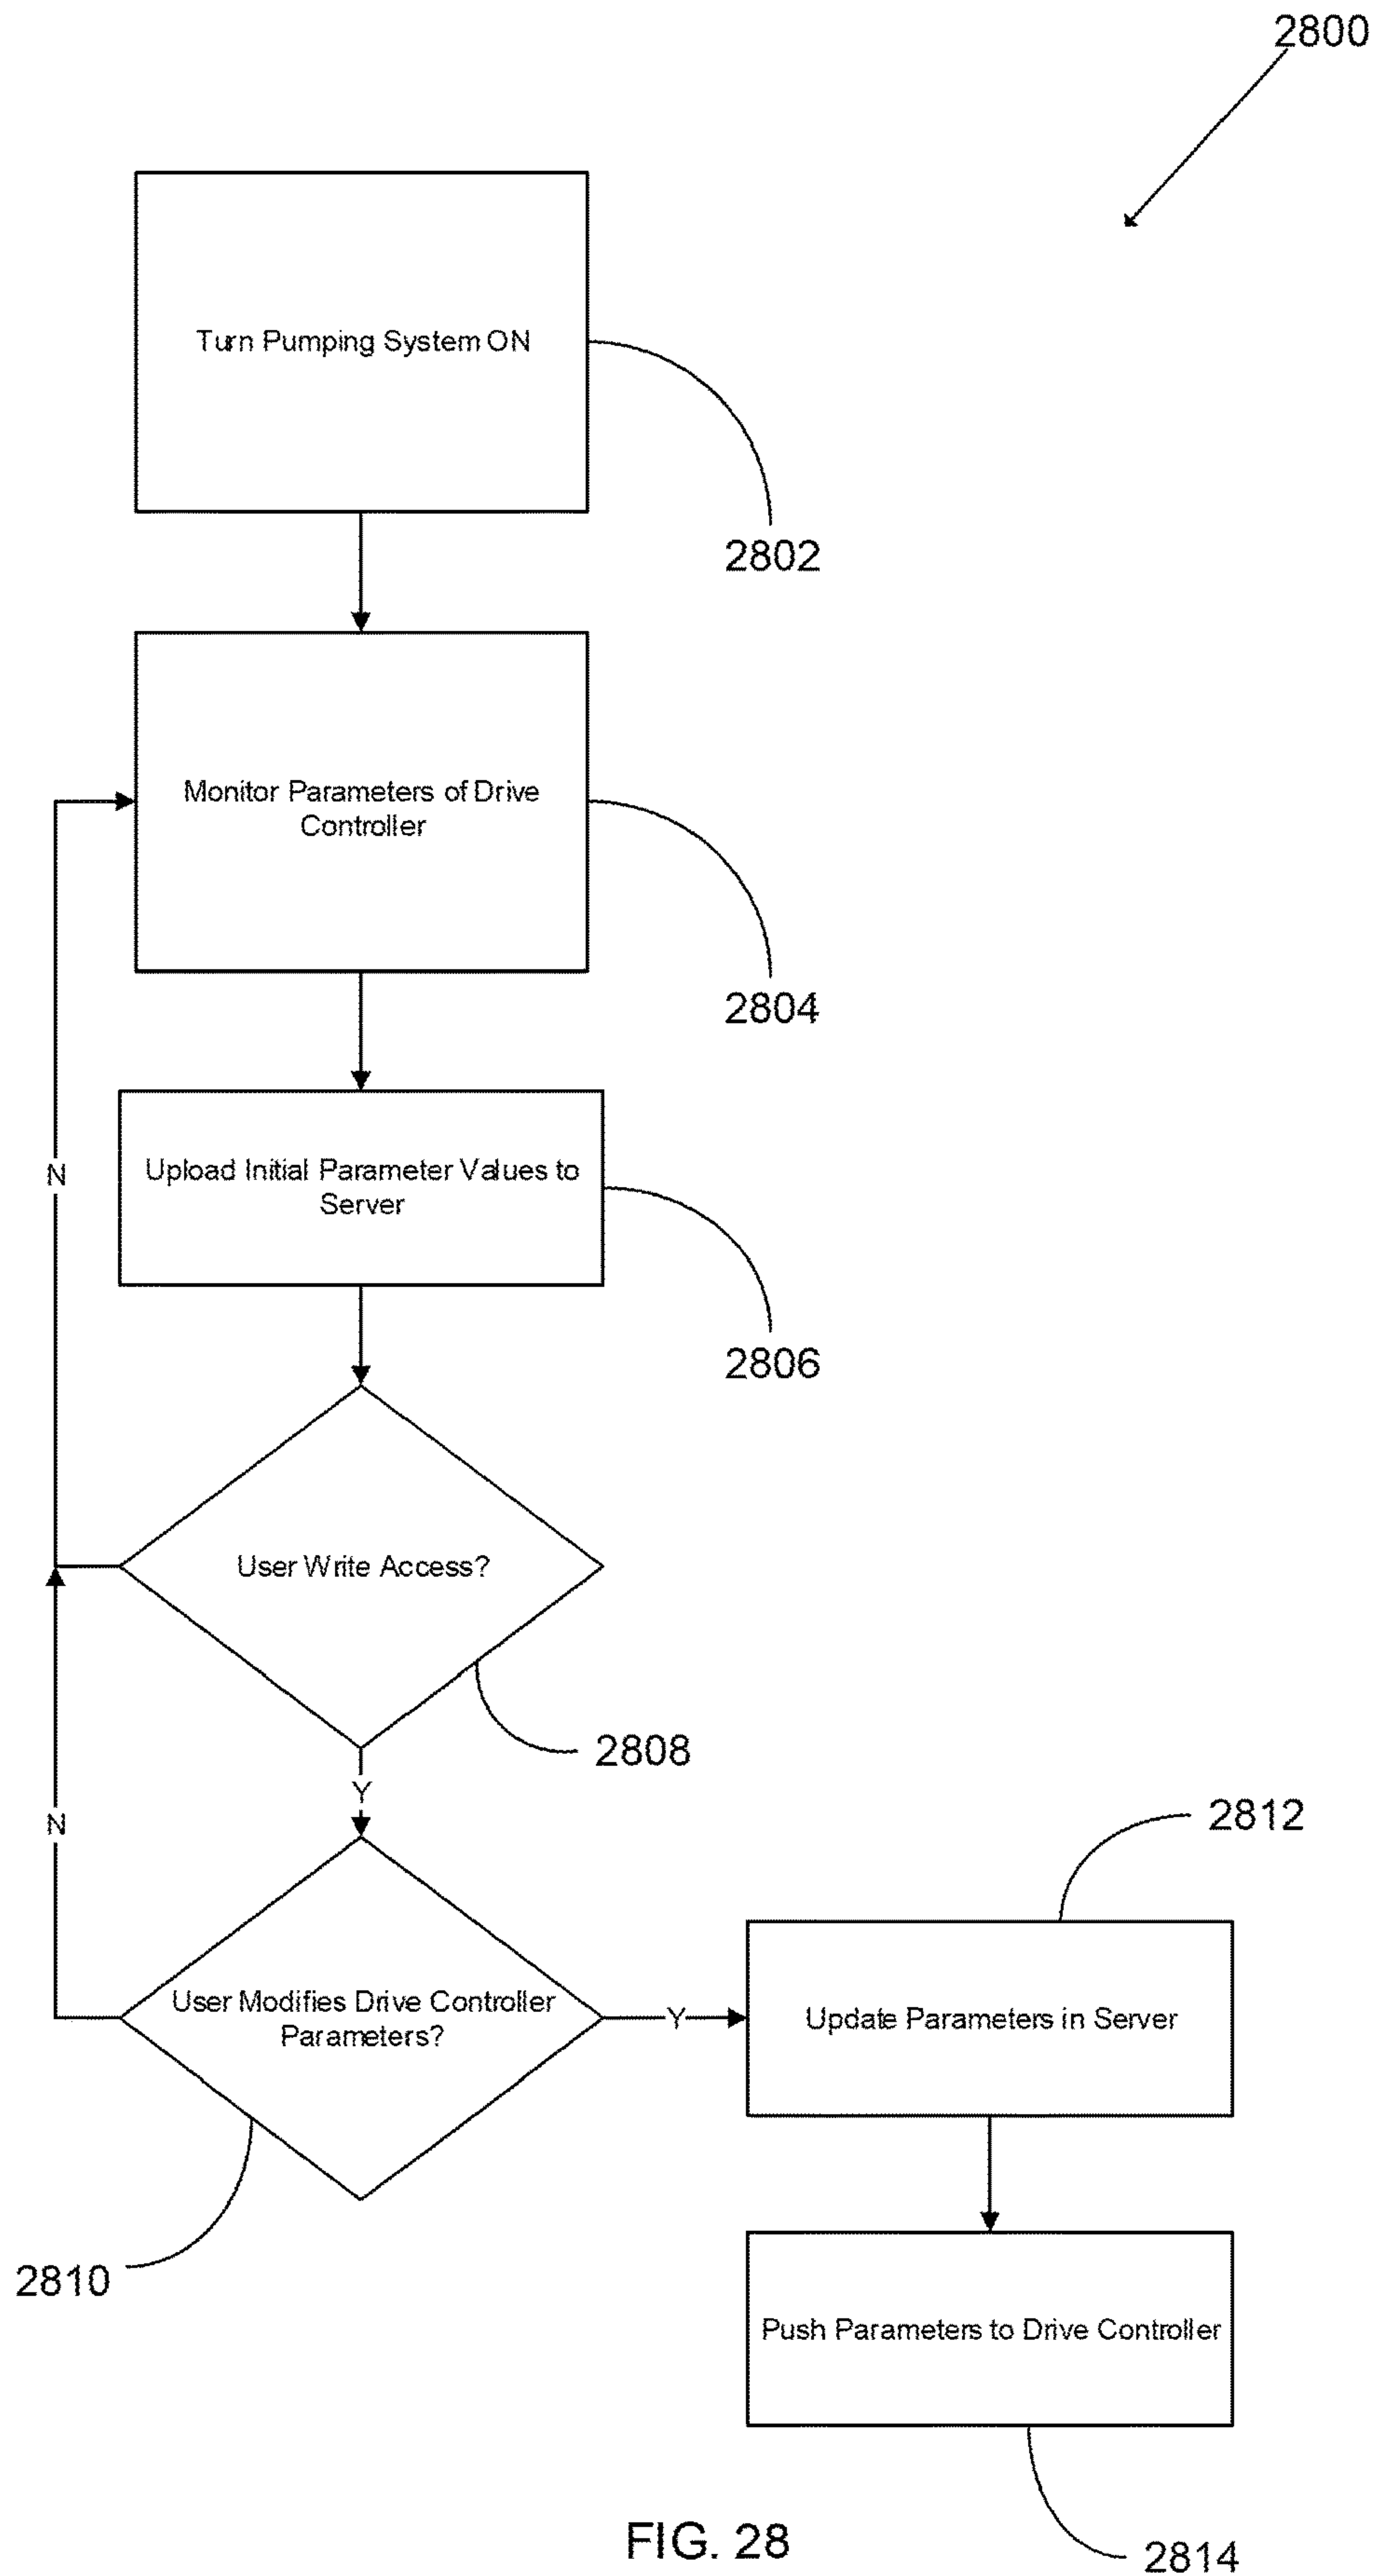 2800
Turn Pumping System ON
2802
Monitor Parameters of Drive
Controller
2804
Upload Initial Parameter Values to
Server
2806
N
User Write Access?
2808
Y
N
2812
User Modifies Drive Controller
Parameters?
Y
Update Parameters in Server
2810
Push Parameters to Drive Controller
2814
FIG. 28